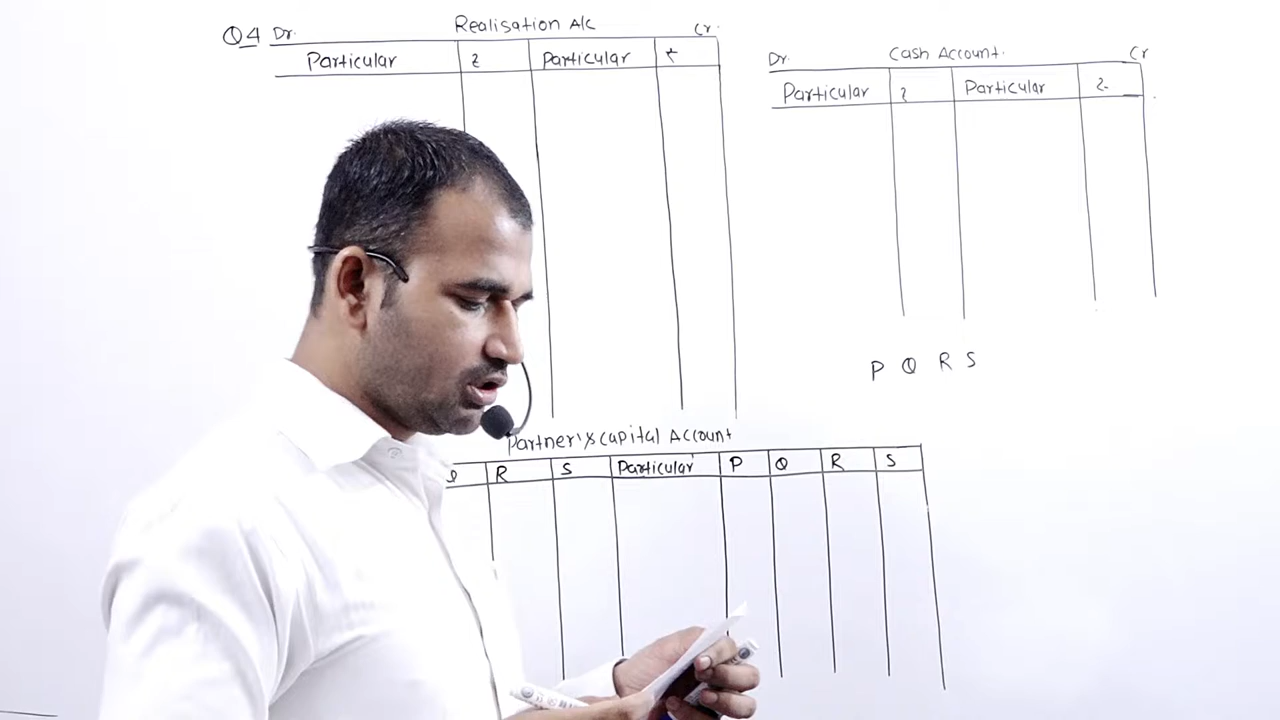 Q4 Dr. Realisation A/c Cr.
Particular ₹ Particular ₹
Dr. Cash Account. Cr
Particular ₹ Particular ₹
P Q R S
Partner's Capital Account
R S Particular P Q R S